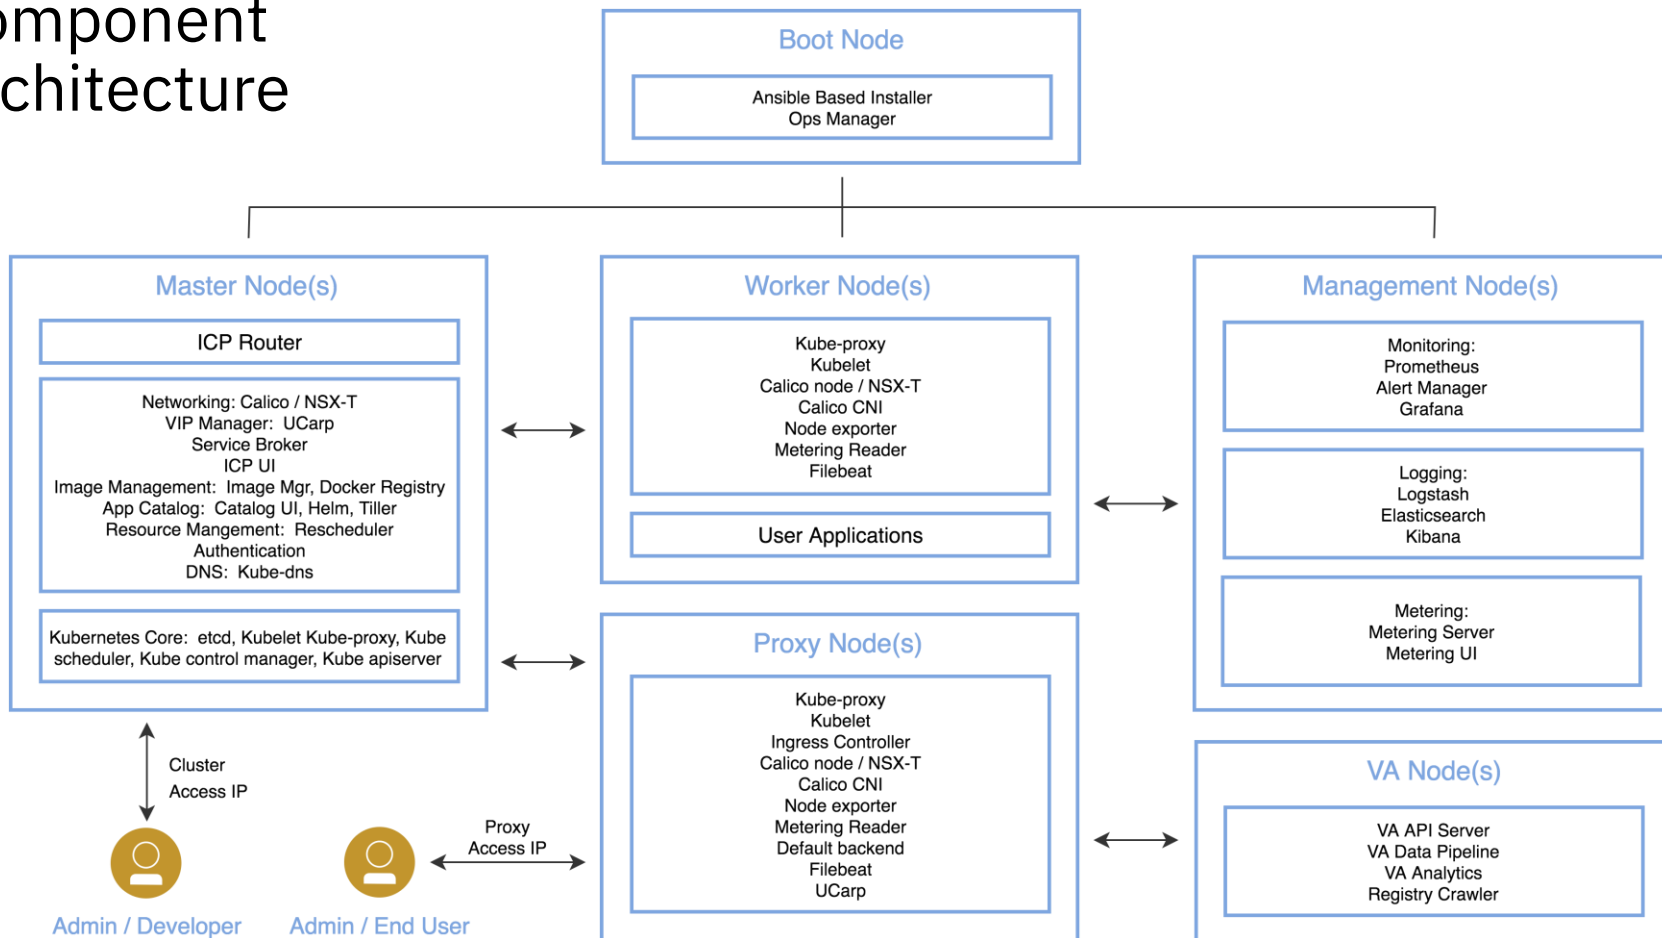 omponent
chitecture
Boot Node
Ansible Based Installer
Ops Manager
Master Node(s)
ICP Router
Networking: Calico / NSX-T
VIP Manager: UCarp
Service Broker
ICP UI
Image Management: Image Mgr, Docker Registry
App Catalog: Catalog UI, Helm, Tiller
Resource Mangement: Rescheduler
Authentication
DNS: Kube-dns
Kubernetes Core: etcd, Kubelet Kube-proxy, Kube
scheduler, Kube control manager, Kube apiserver
Worker Node(s)
Kube-proxy
Kubelet
Calico node / NSX-T
Calico CNI
Node exporter
Metering Reader
Filebeat
User Applications
Management Node(s)
Monitoring:
Prometheus
Alert Manager
Grafana
Logging:
Logstash
Elasticsearch
Kibana
Metering:
Metering Server
Metering UI
Proxy Node(s)
Kube-proxy
Kubelet
Ingress Controller
Calico node / NSX-T
Calico CNI
Node exporter
Metering Reader
Default backend
Filebeat
UCarp
VA Node(s)
VA API Server
VA Data Pipeline
VA Analytics
Registry Crawler
Cluster
Access IP
Proxy
Access IP
Admin / Developer
Admin / End User